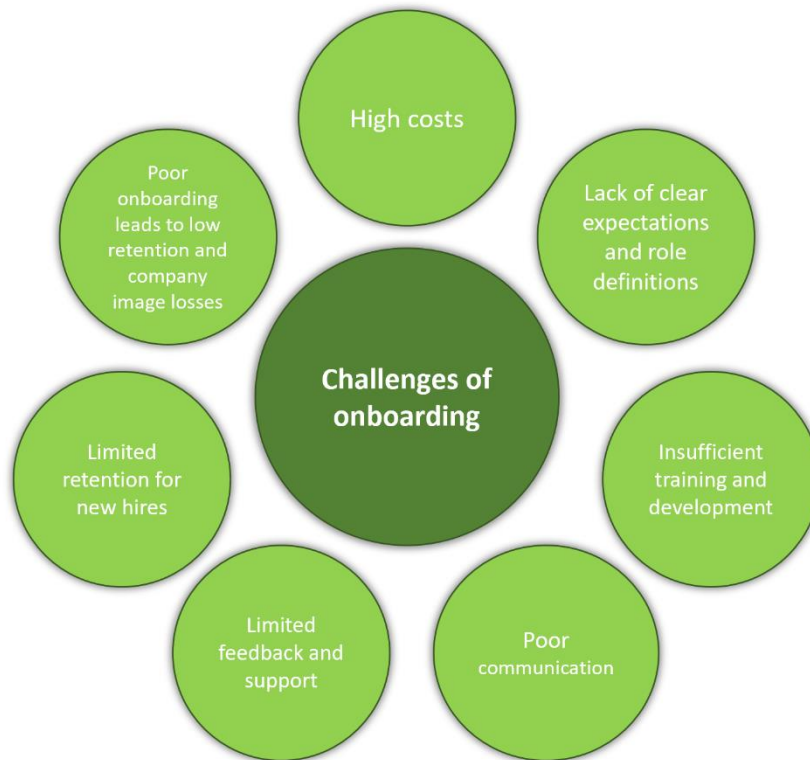 High costs
Lack of clear
expectations
and role
definitions
Insufficient
training and
development
Poor
communication
Limited
feedback and
support
Limited
retention for
new hires
Poor
onboarding
leads to low
retention and
company
image losses
Challenges of
onboarding